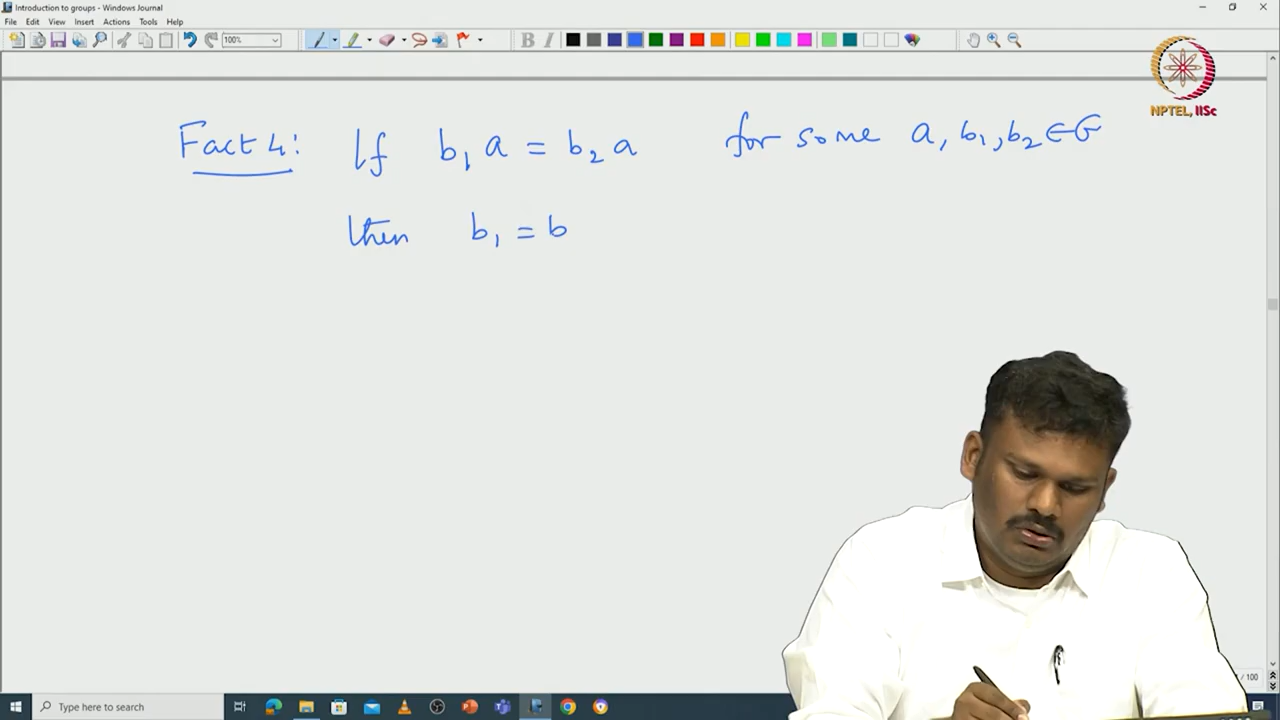 Introduction to groups - Windows Journal
File Edit View Insert Actions Tools Help
100% B I
NPTEL, IISc
Fact 4: If b₁ a = b₂ a for some a, b₁, b₂ ∈ G
then b₁ = b
/ 100
Type here to search